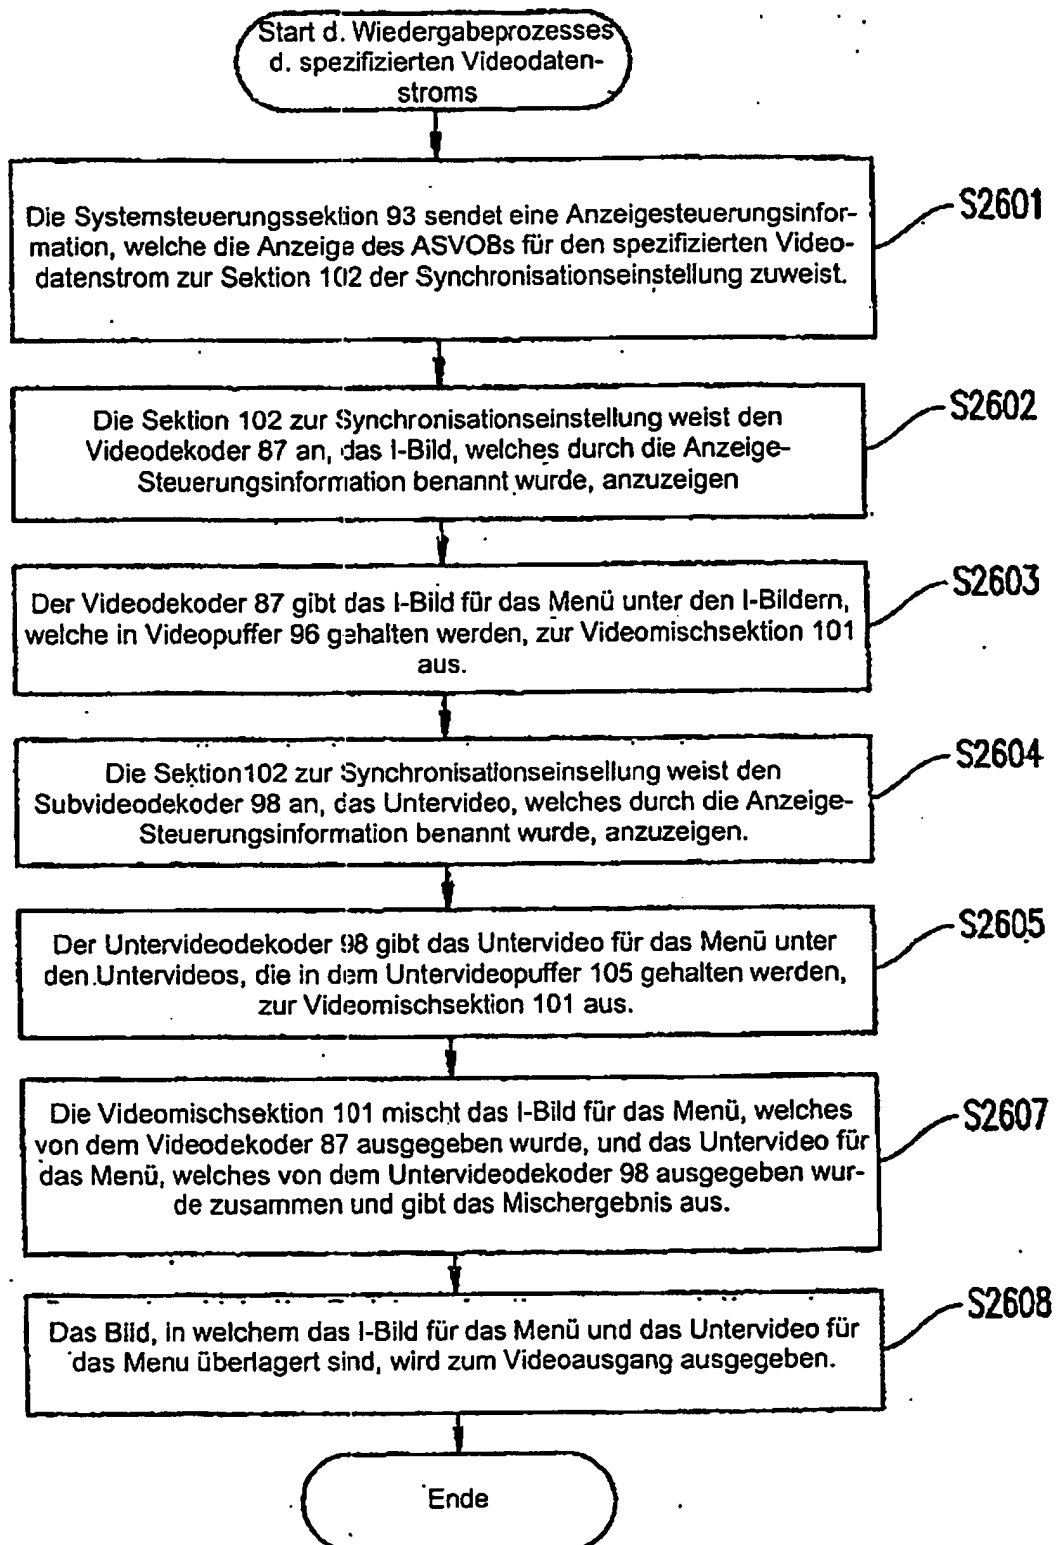 Start d. Wiedergabeprozesses
d. spezifizierten Videodaten-
stroms
Die Systemsteuerungssektion 93 sendet eine Anzeigesteuerungsinfor-
mation, welche die Anzeige des ASVOBs für den spezifizierten Video-
datenstrom zur Sektion 102 der Synchronisationseinstellung zuweist.
S2601
Die Sektion 102 zur Synchronisationseinstellung weist den
Videodekoder 87 an, das I-Bild, welches durch die Anzeige-
Steuerungsinformation benannt wurde, anzuzeigen
S2602
Der Videodekoder 87 gibt das I-Bild für das Menü unter den I-Bildern,
welche in Videopuffer 96 gehalten werden, zur Videomischsektion 101
aus.
S2603
Die Sektion102 zur Synchronisationseinsellung weist den
Subvideodekoder 98 an, das Untervideo, welches durch die Anzeige-
Steuerungsinformation benannt wurde, anzuzeigen.
S2604
Der Untervideodekoder 98 gibt das Untervideo für das Menü unter
den Untervideos, die in dem Untervideopuffer 105 gehalten werden,
zur Videomischsektion 101 aus.
S2605
Die Videomischsektion 101 mischt das I-Bild für das Menü, welches
von dem Videodekoder 87 ausgegeben wurde, und das Untervideo für
das Menü, welches von dem Untervideodekoder 98 ausgegeben wur-
de zusammen und gibt das Mischergebnis aus.
S2607
Das Bild, in welchem das I-Bild für das Menü und das Untervideo für
das Menu überlagert sind, wird zum Videoausgang ausgegeben.
S2608
Ende